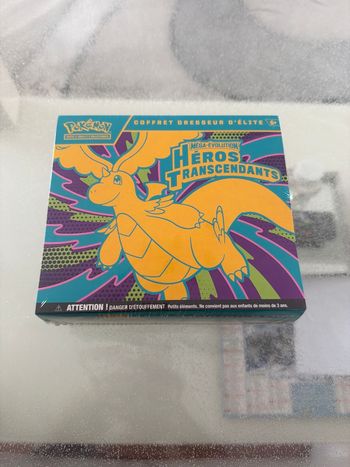 POKÉMON
COFFRET DRESSEUR D'ÉLITE
6+
MÉGA-ÉVOLUTION
HÉROS
TRANSCENDANTS
ATTENTION ! DANGER D'ÉTOUFFEMENT Petits éléments. Ne convient pas aux enfants de moins de 3 ans.